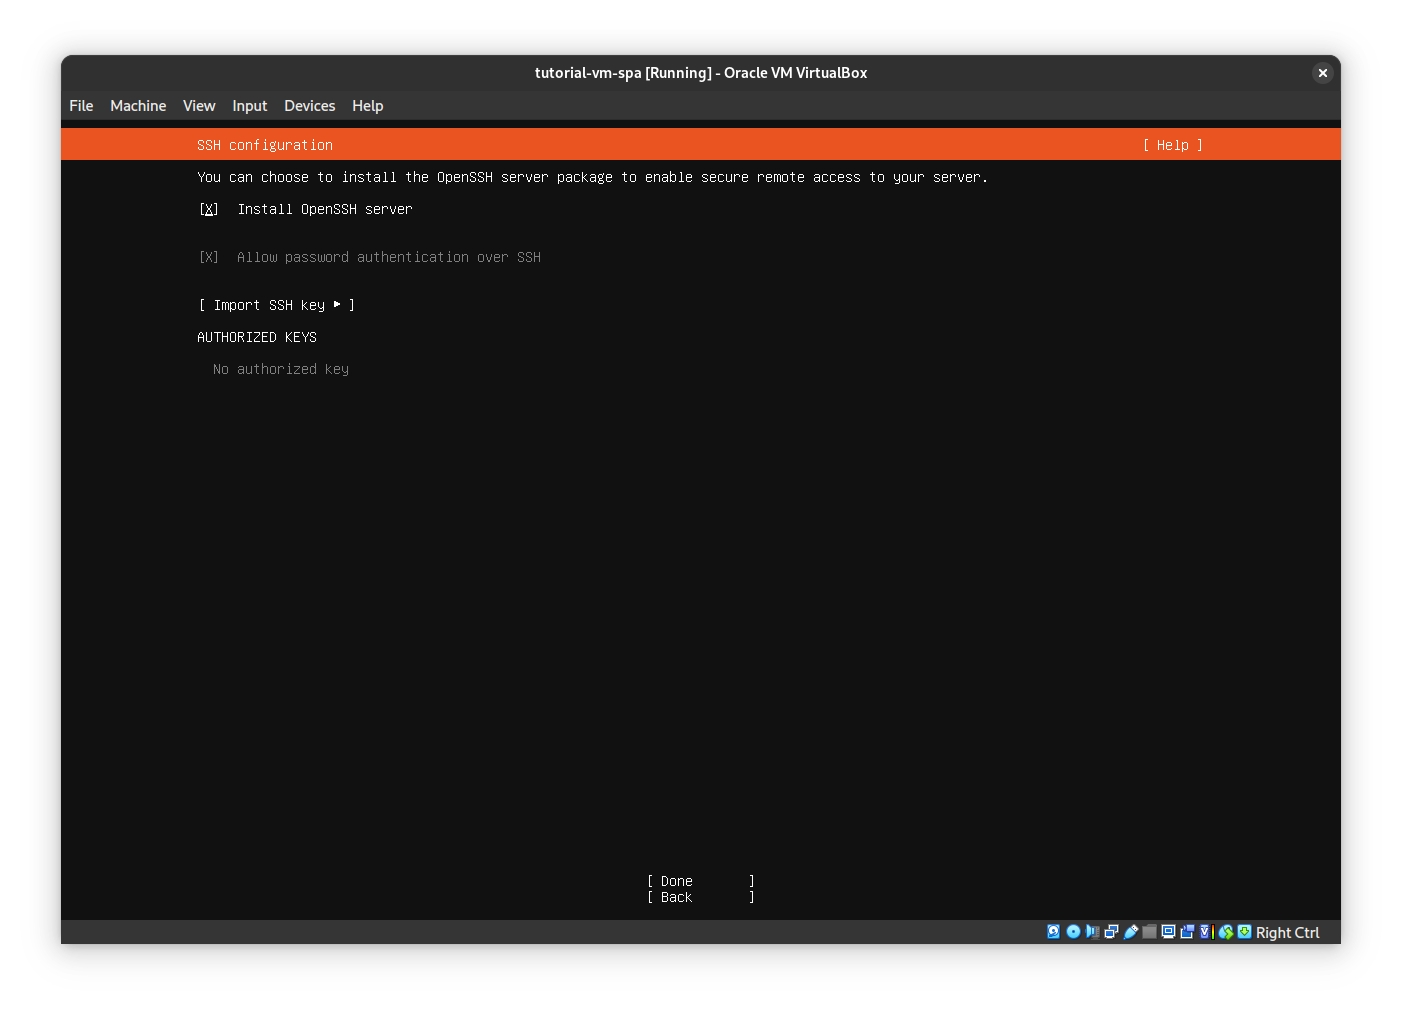 tutorial-vm-spa [Running] - Oracle VM VirtualBox
File Machine View Input Devices Help
SSH configuration [ Help ]
You can choose to install the OpenSSH server package to enable secure remote access to your server.
[X] Install OpenSSH server
[X] Allow password authentication over SSH
[ Import SSH key ▸ ]
AUTHORIZED KEYS
No authorized key
[ Done ]
[ Back ]
Right Ctrl